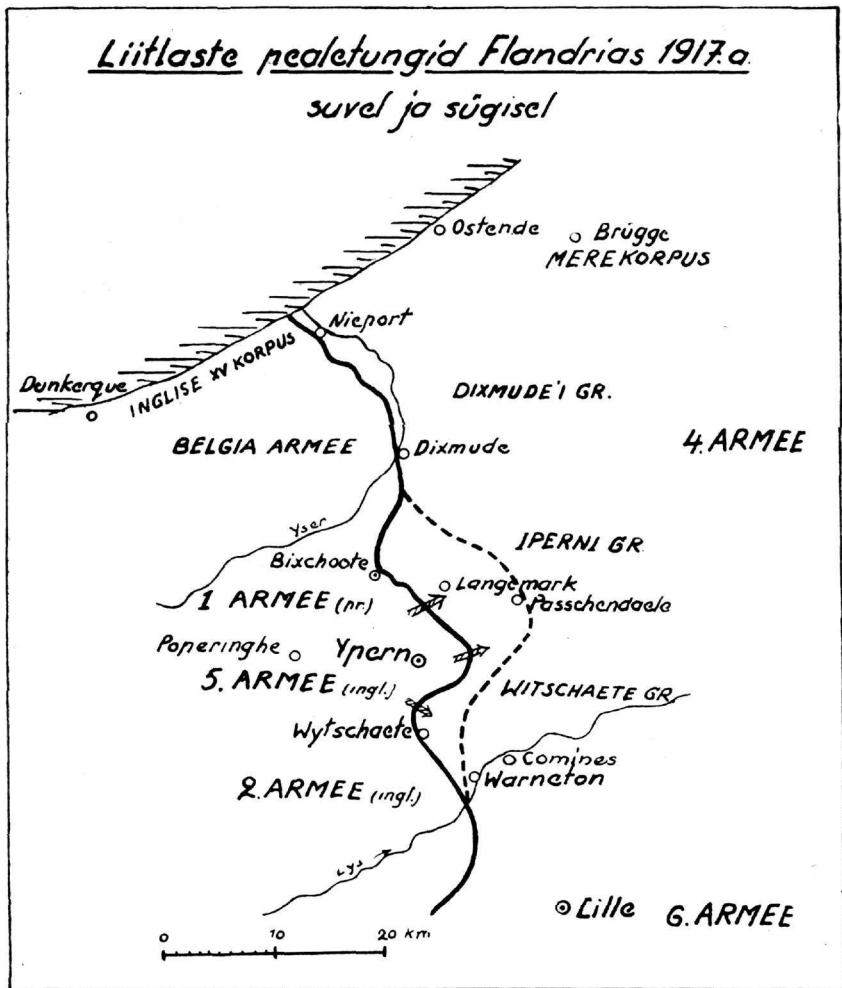 Liitlaste pealetungid Flandrias 1917.a.
suvel ja sügisel
Ostende
Brügge
MEREKORPUS
Nieport
Dunkerque
INGLISE XV KORPUS
DIXMUDE'I GR.
BELGIA ARMEE
Dixmude
4. ARMEE
Yser
IPERNI GR.
Bixchoote
Langemark
1 ARMEE (pr.)
Passchendaele
Poperinghe
Ypern
5. ARMEE (ingl.)
WITSCHAETE GR.
Wytschaete
Comines
Warneton
2. ARMEE (ingl.)
Lys
Lille
6. ARMEE
0 10 20 km